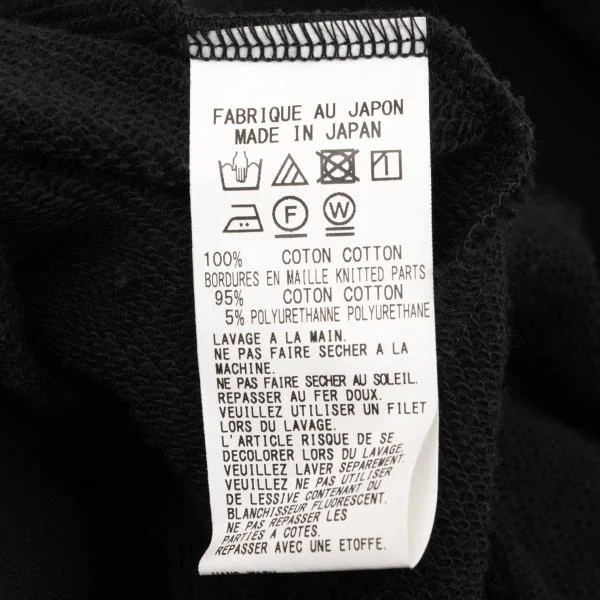 FABRIQUE AU JAPON
MADE IN JAPAN
F W
100% COTON COTTON
BORDURES EN MAILLE KNITTED PARTS
95% COTON COTTON
5% POLYURETHANNE POLYURETHANE
LAVAGE A LA MAIN.
NE PAS FAIRE SECHER A LA
MACHINE.
NE PAS FAIRE SECHER AU SOLEIL.
REPASSER AU FER DOUX.
VEUILLEZ UTILISER UN FILET
LORS DU LAVAGE.
L'ARTICLE RISQUE DE SE
DECOLORER LORS DU LAVAGE.
VEUILLEZ LAVER SEPAREMENT.
VEUILLEZ NE PAS UTILISER
DE LESSIVE CONTENANT DU
BLANCHISSEUR FLUORESCENT.
NE PAS REPASSER LES
PARTIES A COTES.
REPASSER AVEC UNE ETOFFE.